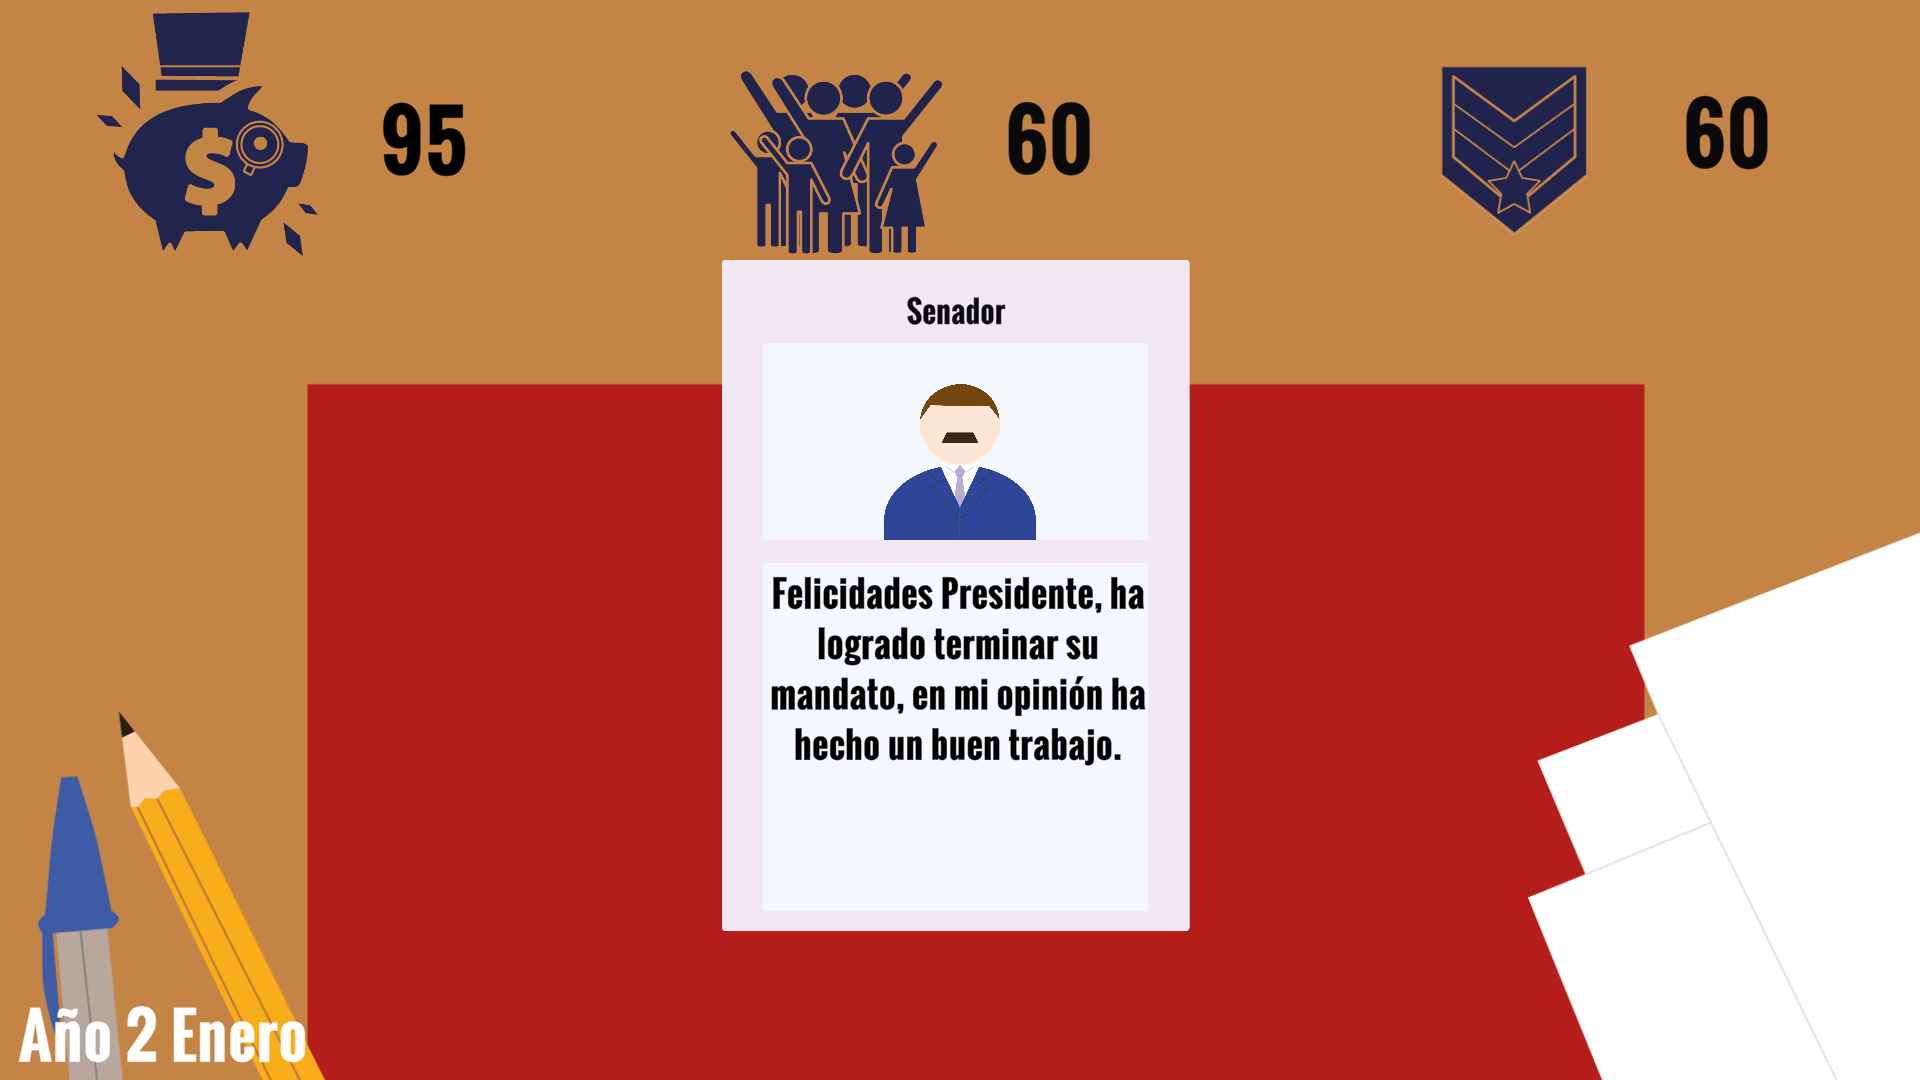 95
60
60
Senador
Felicidades Presidente, ha
logrado terminar su
mandato, en mi opinión ha
hecho un buen trabajo.
Año 2 Enero